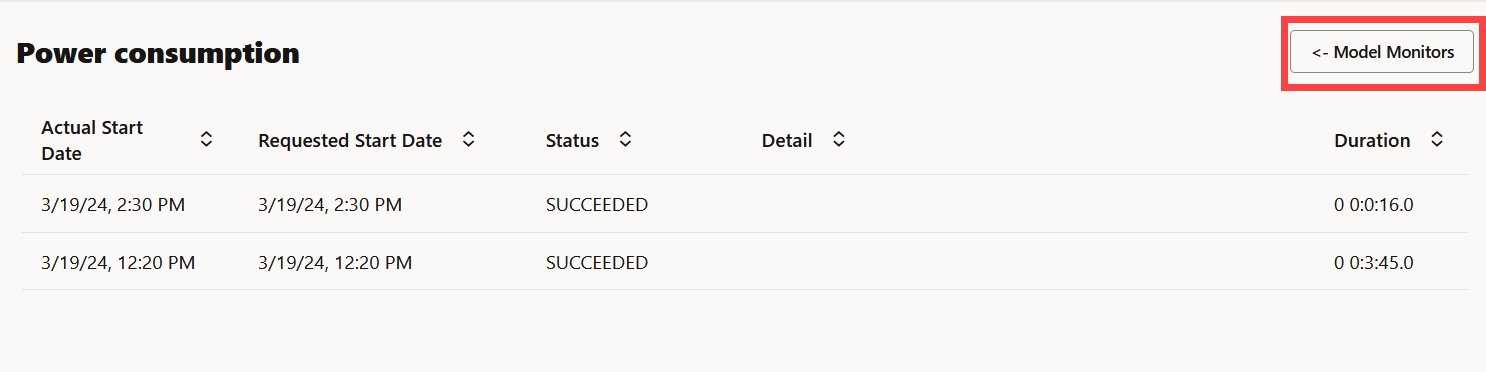 Power consumption
<- Model Monitors
Actual Start
Date
Requested Start Date
Status
Detail
Duration
3/19/24, 2:30 PM 3/19/24, 2:30 PM SUCCEEDED 0 0:0:16.0
3/19/24, 12:20 PM 3/19/24, 12:20 PM SUCCEEDED 0 0:3:45.0